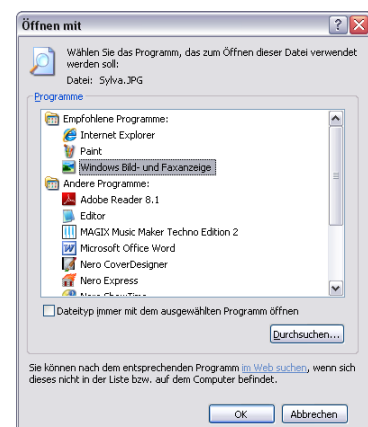 Öffnen mit
Wählen Sie das Programm, das zum Öffnen dieser Datei verwendet
werden soll:
Datei: Sylva.JPG
Programme
Empfohlene Programme:
Internet Explorer
Paint
Windows Bild- und Faxanzeige
Andere Programme:
Adobe Reader 8.1
Editor
MAGIX Music Maker Techno Edition 2
Microsoft Office Word
Nero CoverDesigner
Nero Express
Nero ShowTime
Dateityp immer mit dem ausgewählten Programm öffnen
Durchsuchen...
Sie können nach dem entsprechenden Programm im Web suchen, wenn sich
dieses nicht in der Liste bzw. auf dem Computer befindet.
OK
Abbrechen